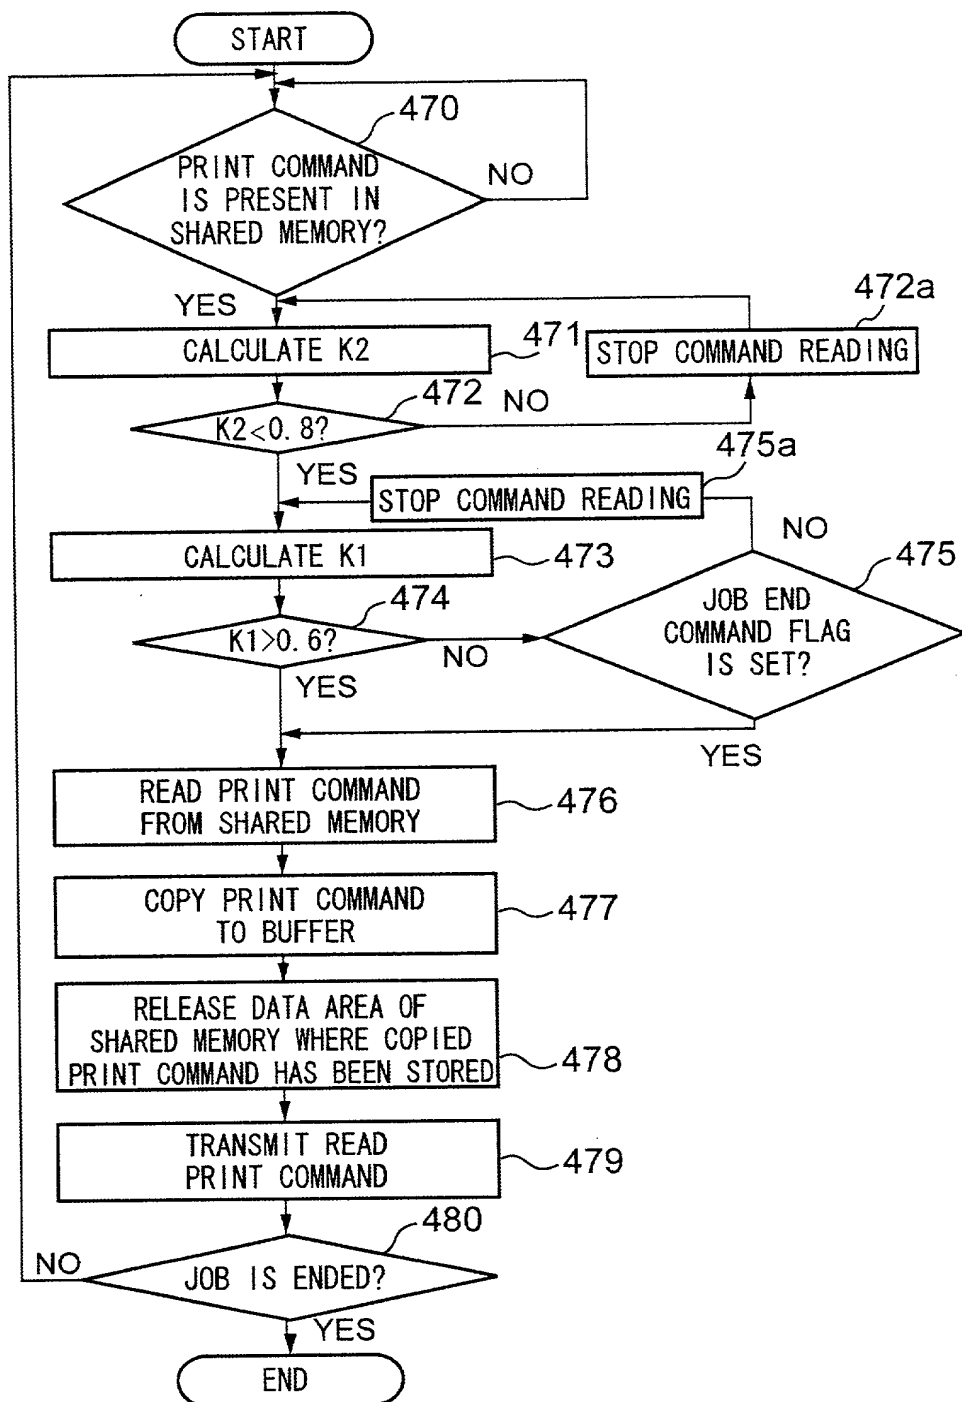 START
470
PRINT COMMAND
IS PRESENT IN
SHARED MEMORY?
NO
YES
472a
CALCULATE K2
471
STOP COMMAND READING
472
K2<0.8?
NO
YES
475a
STOP COMMAND READING
NO
CALCULATE K1
473
475
474
K1>0.6?
NO
JOB END
COMMAND FLAG
IS SET?
YES
YES
READ PRINT COMMAND
FROM SHARED MEMORY
476
COPY PRINT COMMAND
TO BUFFER
477
RELEASE DATA AREA OF
SHARED MEMORY WHERE COPIED
PRINT COMMAND HAS BEEN STORED
478
TRANSMIT READ
PRINT COMMAND
479
480
NO
JOB IS ENDED?
YES
END